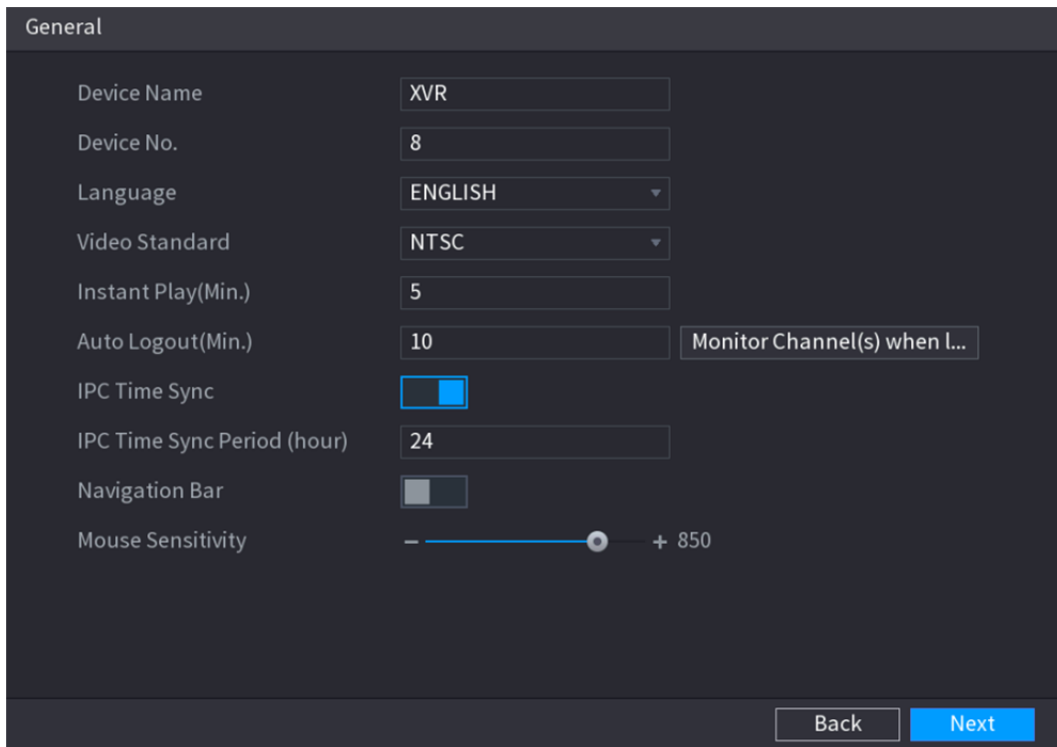 General
Device Name XVR
Device No. 8
Language ENGLISH
Video Standard NTSC
Instant Play(Min.) 5
Auto Logout(Min.) 10 Monitor Channel(s) when l...
IPC Time Sync
IPC Time Sync Period (hour) 24
Navigation Bar
Mouse Sensitivity − + 850
Back Next